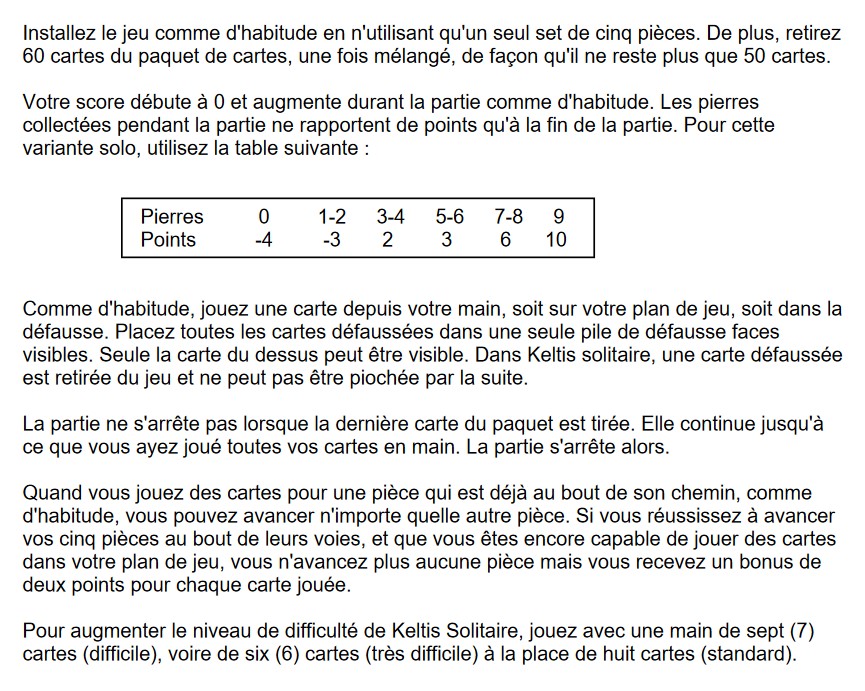 Installez le jeu comme d'habitude en n'utilisant qu'un seul set de cinq pièces. De plus, retirez
60 cartes du paquet de cartes, une fois mélangé, de façon qu'il ne reste plus que 50 cartes.
Votre score débute à 0 et augmente durant la partie comme d'habitude. Les pierres
collectées pendant la partie ne rapportent de points qu'à la fin de la partie. Pour cette
variante solo, utilisez la table suivante :
Pierres 0 1-2 3-4 5-6 7-8 9
Points -4 -3 2 3 6 10
Comme d'habitude, jouez une carte depuis votre main, soit sur votre plan de jeu, soit dans la
défausse. Placez toutes les cartes défaussées dans une seule pile de défausse faces
visibles. Seule la carte du dessus peut être visible. Dans Keltis solitaire, une carte défaussée
est retirée du jeu et ne peut pas être piochée par la suite.
La partie ne s'arrête pas lorsque la dernière carte du paquet est tirée. Elle continue jusqu'à
ce que vous ayez joué toutes vos cartes en main. La partie s'arrête alors.
Quand vous jouez des cartes pour une pièce qui est déjà au bout de son chemin, comme
d'habitude, vous pouvez avancer n'importe quelle autre pièce. Si vous réussissez à avancer
vos cinq pièces au bout de leurs voies, et que vous êtes encore capable de jouer des cartes
dans votre plan de jeu, vous n'avancez plus aucune pièce mais vous recevez un bonus de
deux points pour chaque carte jouée.
Pour augmenter le niveau de difficulté de Keltis Solitaire, jouez avec une main de sept (7)
cartes (difficile), voire de six (6) cartes (très difficile) à la place de huit cartes (standard).